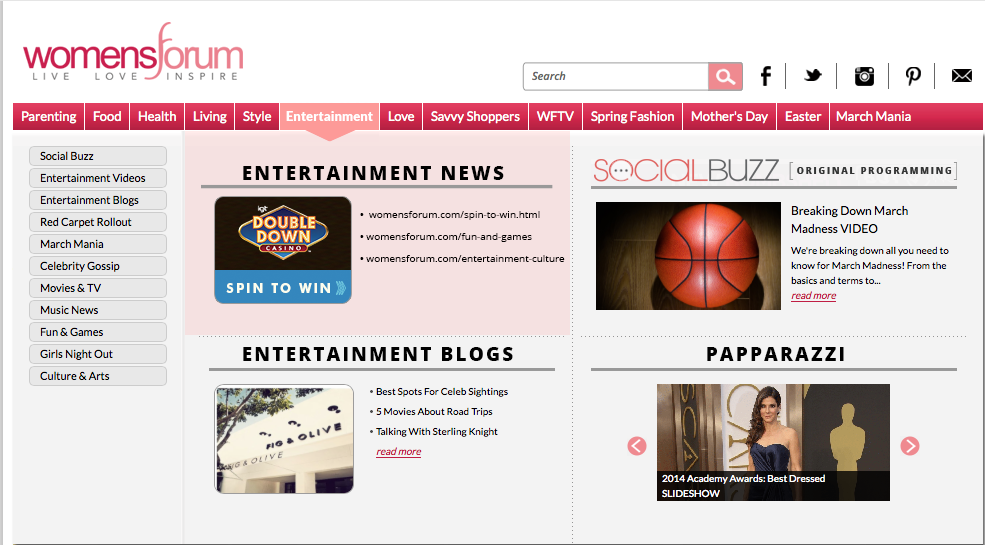 womensforum
LIVE LOVE INSPIRE
Search
Parenting Food Health Living Style Entertainment Love Savvy Shoppers WFTV Spring Fashion Mother's Day Easter March Mania
Social Buzz
Entertainment Videos
Entertainment Blogs
Red Carpet Rollout
March Mania
Celebrity Gossip
Movies & TV
Music News
Fun & Games
Girls Night Out
Culture & Arts
ENTERTAINMENT NEWS
igt
DOUBLE
DOWN
CASINO
SPIN TO WIN
• womensforum.com/spin-to-win.html
• womensforum.com/fun-and-games
• womensforum.com/entertainment-culture
SOCIALBUZZ [ORIGINAL PROGRAMMING]
Breaking Down March
Madness VIDEO
We're breaking down all you need to
know for March Madness! From the
basics and terms to...
read more
ENTERTAINMENT BLOGS
FIG & OLIVE
FIG & OLIVE
• Best Spots For Celeb Sightings
• 5 Movies About Road Trips
• Talking With Sterling Knight
read more
PAPPARAZZI
2014 Academy Awards: Best Dressed
SLIDESHOW